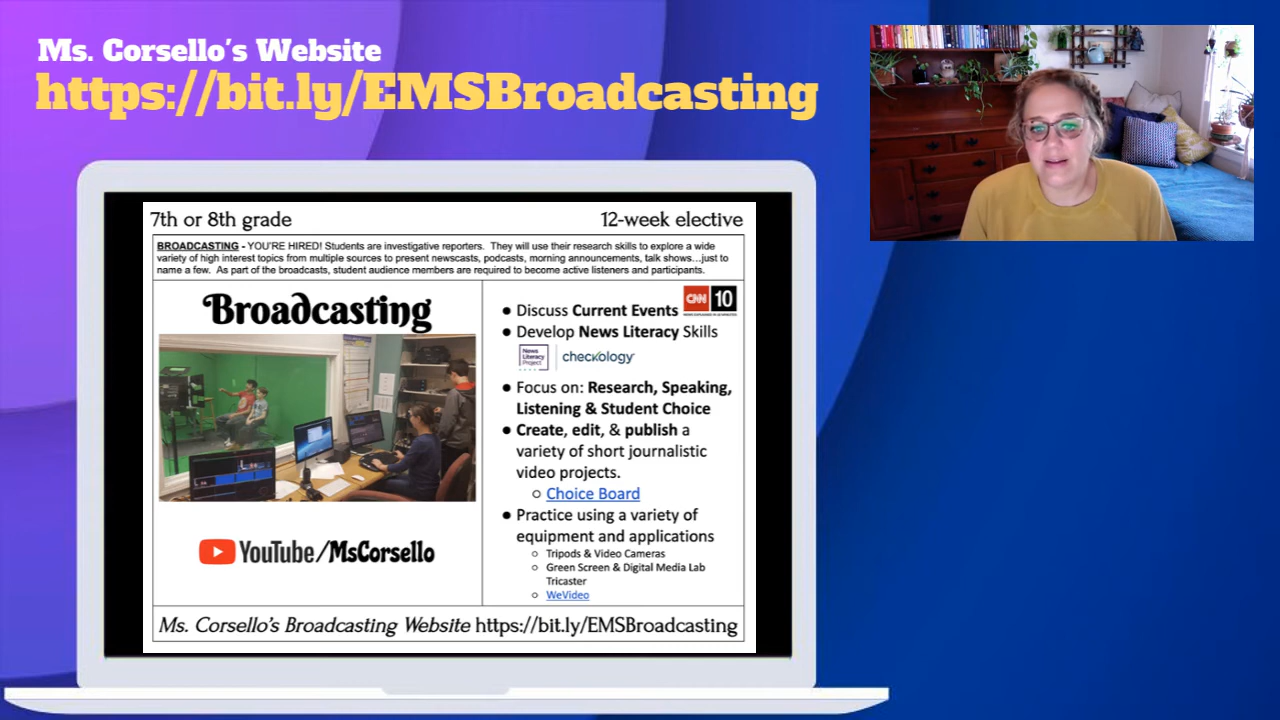 Ms. Corsello's Website
https://bit.ly/EMSBroadcasting
7th or 8th grade
12-week elective
BROADCASTING - YOU'RE HIRED! Students are investigative reporters. They will use their research skills to explore a wide
variety of high interest topics from multiple sources to present newscasts, podcasts, morning announcements, talk shows…just to
name a few. As part of the broadcasts, student audience members are required to become active listeners and participants.
Broadcasting
YouTube/MsCorsello
● Discuss Current Events
CNN 10
● Develop News Literacy Skills
News
Literacy
Project
checkology
● Focus on: Research, Speaking,
Listening & Student Choice
● Create, edit, & publish a
variety of short journalistic
video projects.
○ Choice Board
● Practice using a variety of
equipment and applications
○ Tripods & Video Cameras
○ Green Screen & Digital Media Lab
Tricaster
○ WeVideo
Ms. Corsello's Broadcasting Website https://bit.ly/EMSBroadcasting